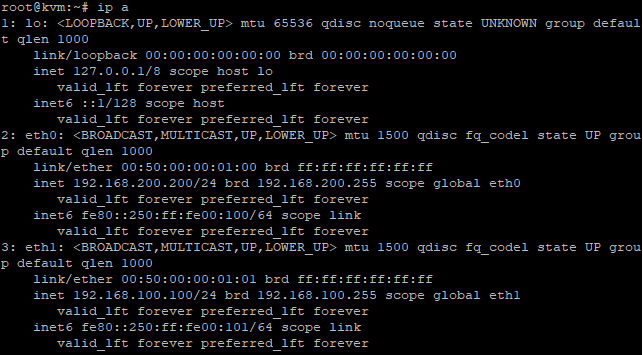 root@kvm:~# ip a
1: lo: <LOOPBACK,UP,LOWER_UP> mtu 65536 qdisc noqueue state UNKNOWN group defaul
t qlen 1000
    link/loopback 00:00:00:00:00:00 brd 00:00:00:00:00:00
    inet 127.0.0.1/8 scope host lo
       valid_lft forever preferred_lft forever
    inet6 ::1/128 scope host
       valid_lft forever preferred_lft forever
2: eth0: <BROADCAST,MULTICAST,UP,LOWER_UP> mtu 1500 qdisc fq_codel state UP grou
p default qlen 1000
    link/ether 00:50:00:00:01:00 brd ff:ff:ff:ff:ff:ff
    inet 192.168.200.200/24 brd 192.168.200.255 scope global eth0
       valid_lft forever preferred_lft forever
    inet6 fe80::250:ff:fe00:100/64 scope link
       valid_lft forever preferred_lft forever
3: eth1: <BROADCAST,MULTICAST,UP,LOWER_UP> mtu 1500 qdisc fq_codel state UP grou
p default qlen 1000
    link/ether 00:50:00:00:01:01 brd ff:ff:ff:ff:ff:ff
    inet 192.168.100.100/24 brd 192.168.100.255 scope global eth1
       valid_lft forever preferred_lft forever
    inet6 fe80::250:ff:fe00:101/64 scope link
       valid_lft forever preferred_lft forever